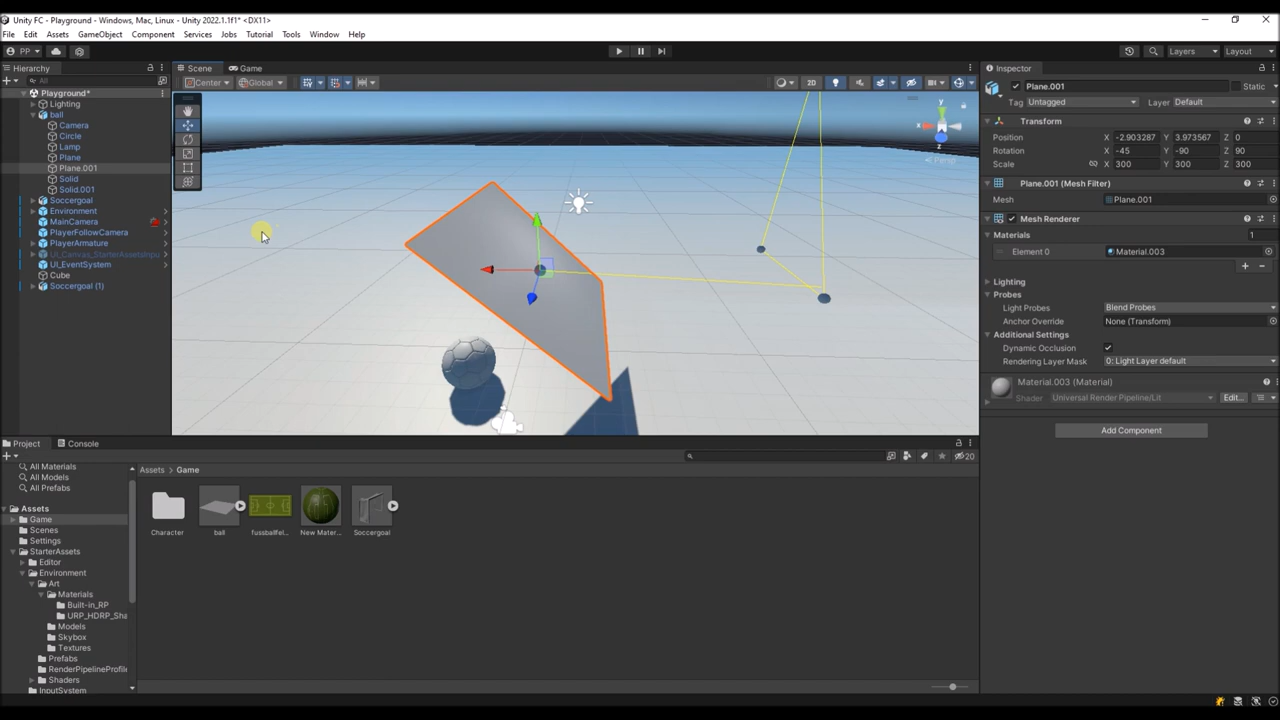 Unity FC - Playground - Windows, Mac, Linux - Unity 2022.1.1f1* <DX11>
File Edit Assets GameObject Component Services Jobs Tutorial Tools Window Help
PP Layers Layout
Hierarchy Scene Game Inspector
All Center Global 2D
Playground*
Lighting
ball
Camera
Circle
Lamp
Plane
Plane.001
Solid
Solid.001
Soccergoal
Environment
MainCamera
PlayerFollowCamera
PlayerArmature
UI_Canvas_StarterAssetsInpu
UI_EventSystem
Cube
Soccergoal (1)
y
x
z
Persp
Plane.001 Static
Tag Untagged Layer Default
Transform
Position X -2.903287 Y 3.973567 Z 0
Rotation X -45 Y -90 Z 90
Scale X 300 Y 300 Z 300
Plane.001 (Mesh Filter)
Mesh Plane.001
Mesh Renderer
Materials 1
Element 0 Material.003
Lighting
Probes
Light Probes Blend Probes
Anchor Override None (Transform)
Additional Settings
Dynamic Occlusion
Rendering Layer Mask 0: Light Layer default
Material.003 (Material)
Shader Universal Render Pipeline/Lit Edit...
Add Component
Project Console
20
All Materials
All Models
All Prefabs
Assets
Game
Scenes
Settings
StarterAssets
Editor
Environment
Art
Materials
Built-in_RP
URP_HDRP_Sha
Models
Skybox
Textures
Prefabs
RenderPipelineProfile
Shaders
InputSystem
Assets > Game
Character ball fussballfel... New Mater... Soccergoal